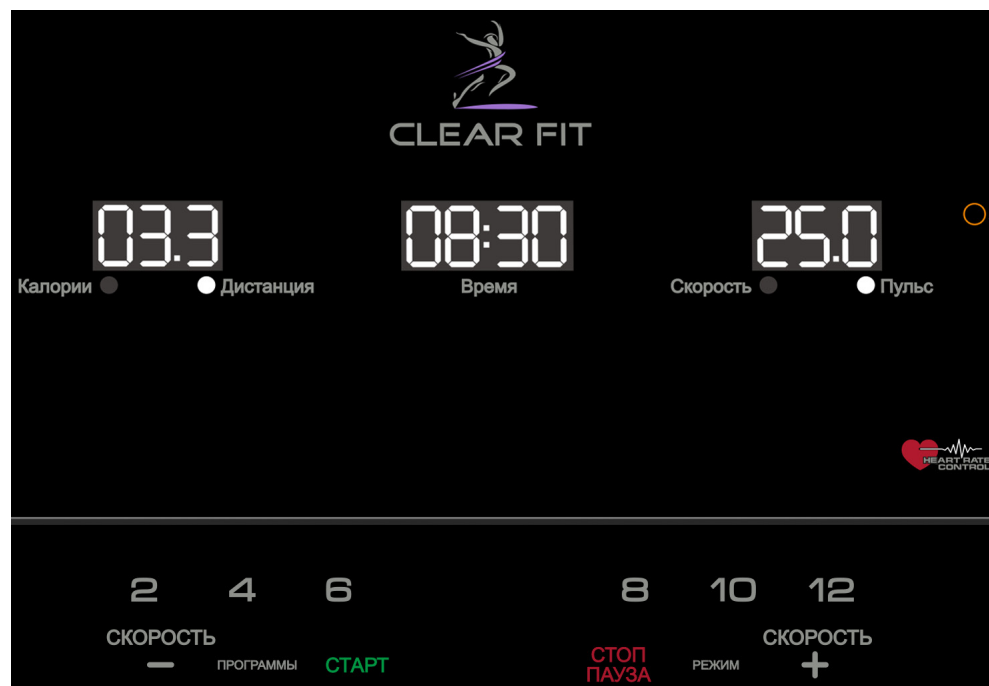 CLEAR FIT
03.3 08:30 25.0
Калории Дистанция Время Скорость Пульс
HEART RATE
CONTROL
2 4 6 8 10 12
СКОРОСТЬ СКОРОСТЬ
− ПРОГРАММЫ СТАРТ СТОП
ПАУЗА РЕЖИМ +